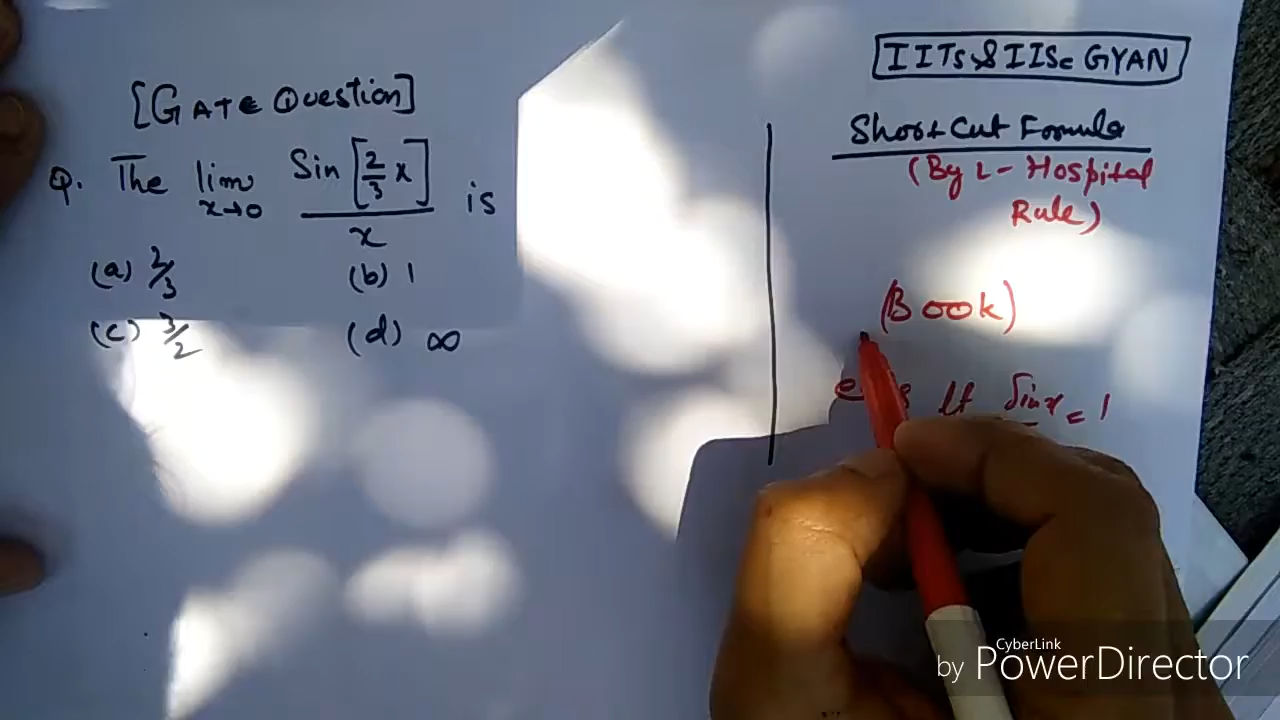 [GATE Question]
Q. The lim x→0 Sin [2/3 x] / x is
(a) 2/3 (b) 1
(c) 3/2 (d) ∞
IITs & IISc GYAN
Short Cut Formula
(By L-Hospital
Rule)
(Book)
lt Sinx = 1
CyberLink
by PowerDirector